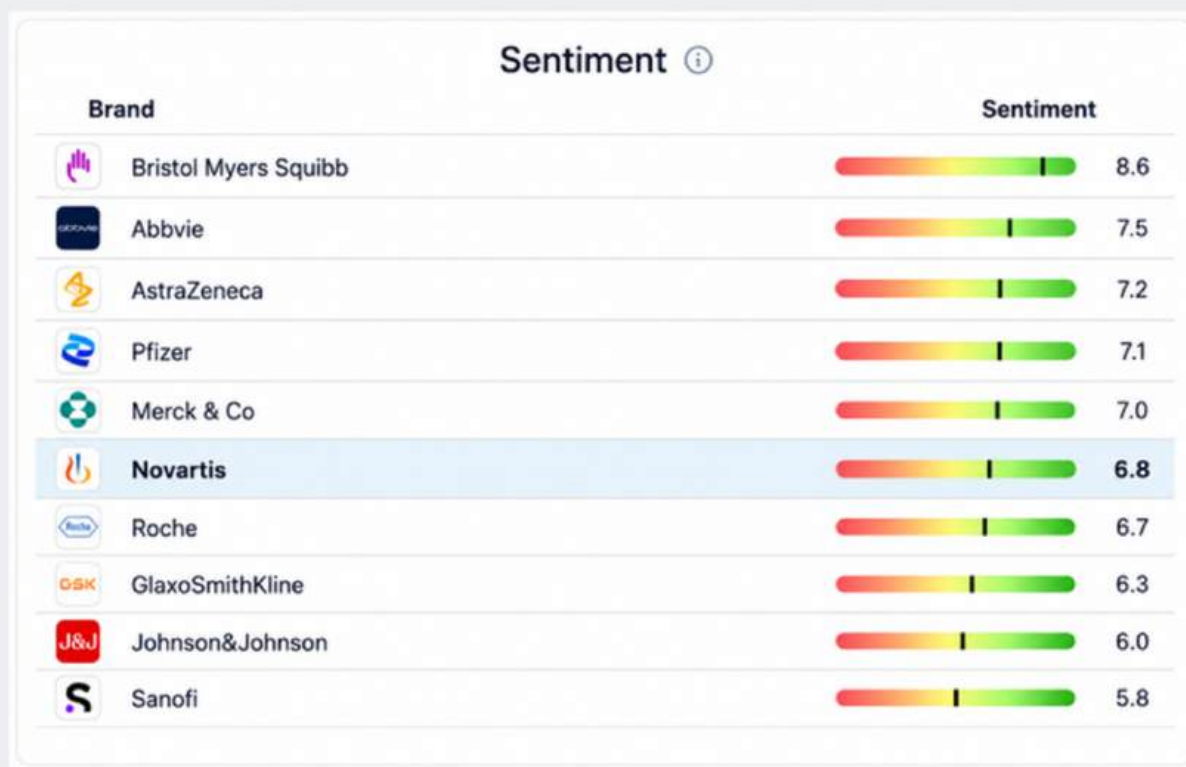 Sentiment
Brand Sentiment
Bristol Myers Squibb 8.6
abbvie Abbvie 7.5
AstraZeneca 7.2
Pfizer 7.1
Merck & Co 7.0
Novartis 6.8
Roche Roche 6.7
GSK GlaxoSmithKline 6.3
J&J Johnson&Johnson 6.0
Sanofi 5.8